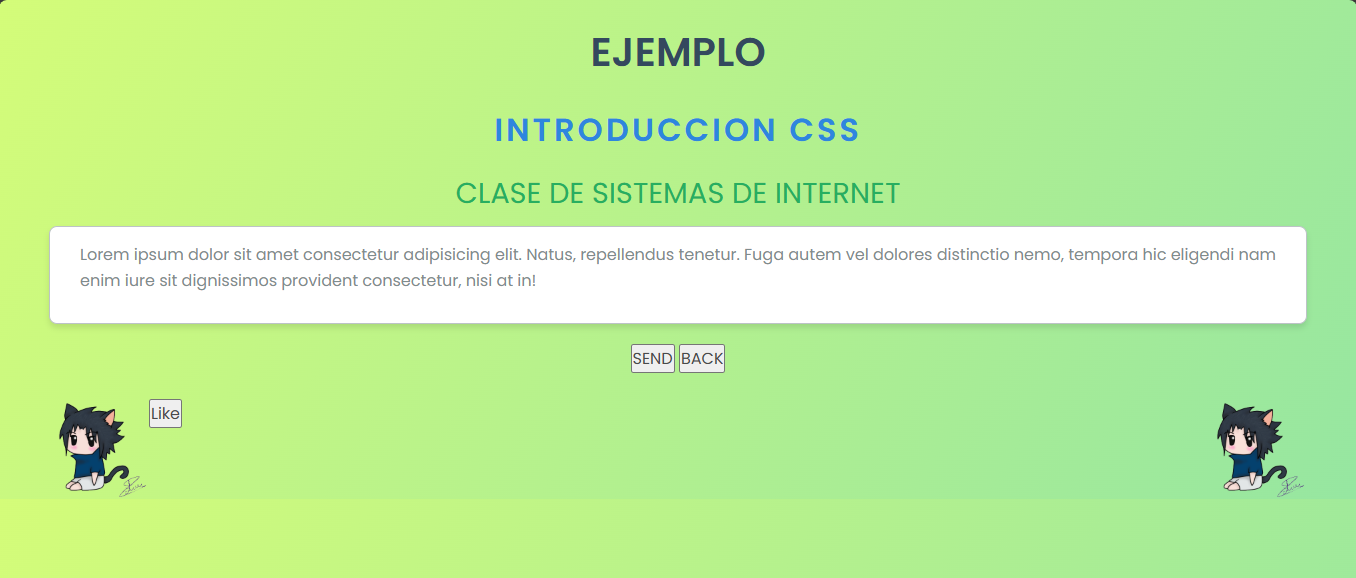 EJEMPLO
INTRODUCCION CSS
CLASE DE SISTEMAS DE INTERNET
Lorem ipsum dolor sit amet consectetur adipisicing elit. Natus, repellendus tenetur. Fuga autem vel dolores distinctio nemo, tempora hic eligendi nam
enim iure sit dignissimos provident consectetur, nisi at in!
SEND BACK
Like